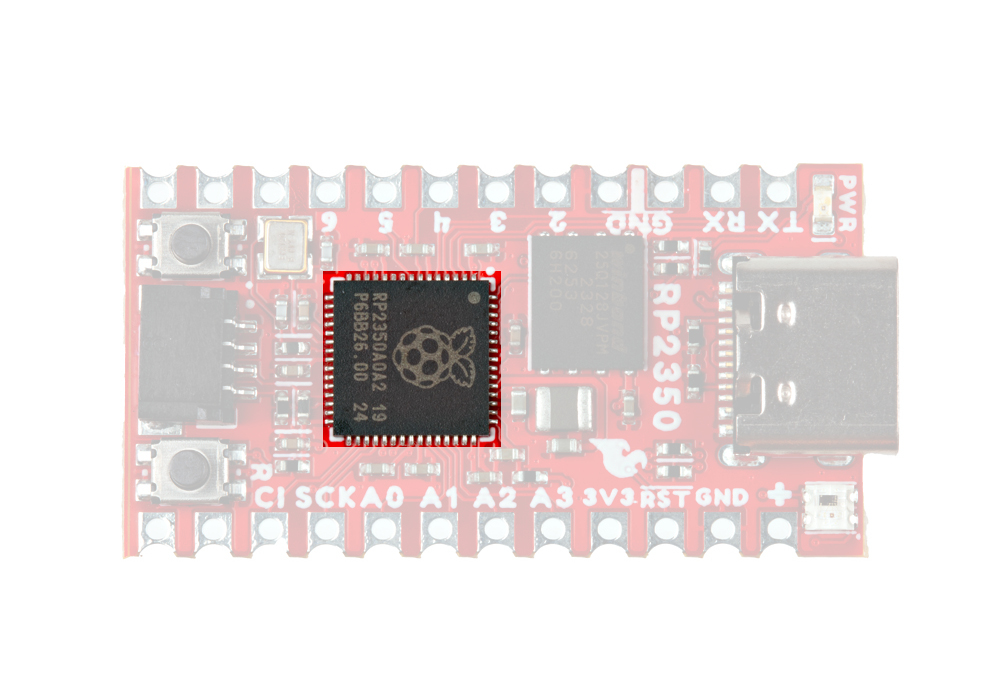 PWR
TX RX GND 2 3 4 5 6
RP2350A0A2 19
P6BB26.00 24
RP2350
R
CI SCK A0 A1 A2 A3 3V3 RST GND +